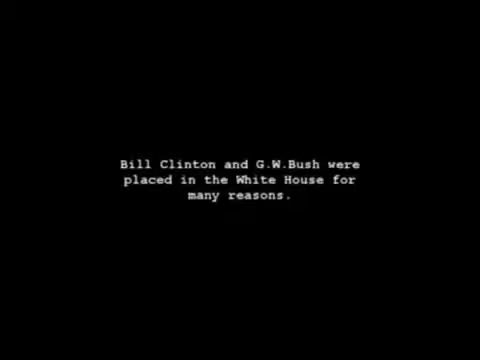 Bill Clinton and G.W.Bush were
placed in the White House for
many reasons.